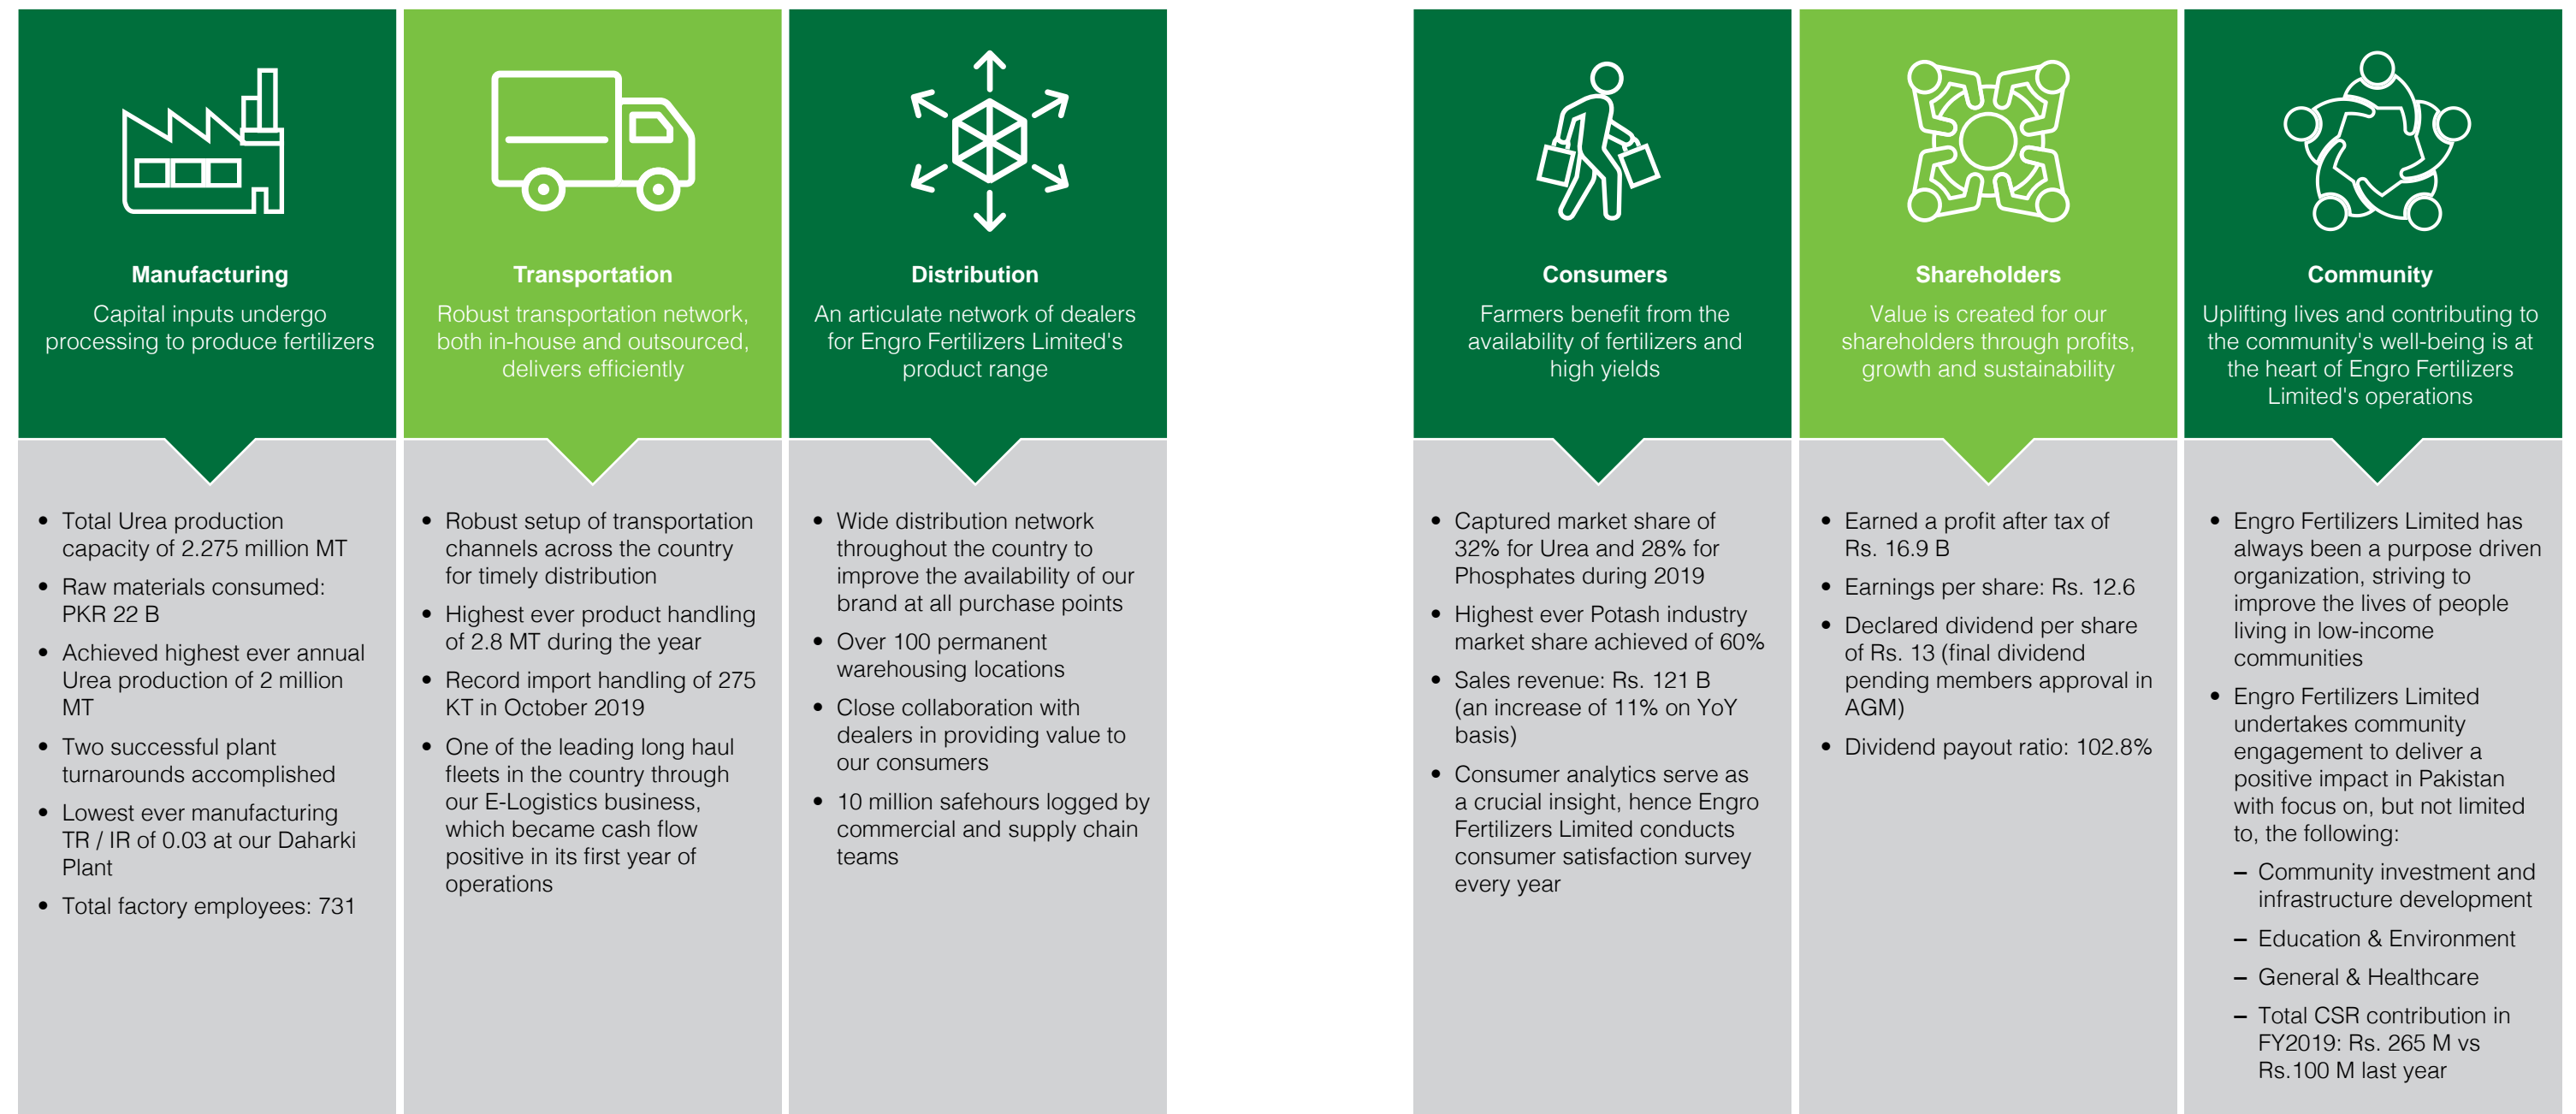 Manufacturing
Capital inputs undergo
processing to produce fertilizers
• Total Urea production
capacity of 2.275 million MT
• Raw materials consumed:
PKR 22 B
• Achieved highest ever annual
Urea production of 2 million
MT
• Two successful plant
turnarounds accomplished
• Lowest ever manufacturing
TR / IR of 0.03 at our Daharki
Plant
• Total factory employees: 731
Transportation
Robust transportation network,
both in-house and outsourced,
delivers efficiently
• Robust setup of transportation
channels across the country
for timely distribution
• Highest ever product handling
of 2.8 MT during the year
• Record import handling of 275
KT in October 2019
• One of the leading long haul
fleets in the country through
our E-Logistics business,
which became cash flow
positive in its first year of
operations
Distribution
An articulate network of dealers
for Engro Fertilizers Limited's
product range
• Wide distribution network
throughout the country to
improve the availability of our
brand at all purchase points
• Over 100 permanent
warehousing locations
• Close collaboration with
dealers in providing value to
our consumers
• 10 million safehours logged by
commercial and supply chain
teams
Consumers
Farmers benefit from the
availability of fertilizers and
high yields
• Captured market share of
32% for Urea and 28% for
Phosphates during 2019
• Highest ever Potash industry
market share achieved of 60%
• Sales revenue: Rs. 121 B
(an increase of 11% on YoY
basis)
• Consumer analytics serve as
a crucial insight, hence Engro
Fertilizers Limited conducts
consumer satisfaction survey
every year
Shareholders
Value is created for our
shareholders through profits,
growth and sustainability
• Earned a profit after tax of
Rs. 16.9 B
• Earnings per share: Rs. 12.6
• Declared dividend per share
of Rs. 13 (final dividend
pending members approval in
AGM)
• Dividend payout ratio: 102.8%
Community
Uplifting lives and contributing to
the community's well-being is at
the heart of Engro Fertilizers
Limited's operations
• Engro Fertilizers Limited has
always been a purpose driven
organization, striving to
improve the lives of people
living in low-income
communities
• Engro Fertilizers Limited
undertakes community
engagement to deliver a
positive impact in Pakistan
with focus on, but not limited
to, the following:
– Community investment and
infrastructure development
– Education & Environment
– General & Healthcare
– Total CSR contribution in
FY2019: Rs. 265 M vs
Rs.100 M last year